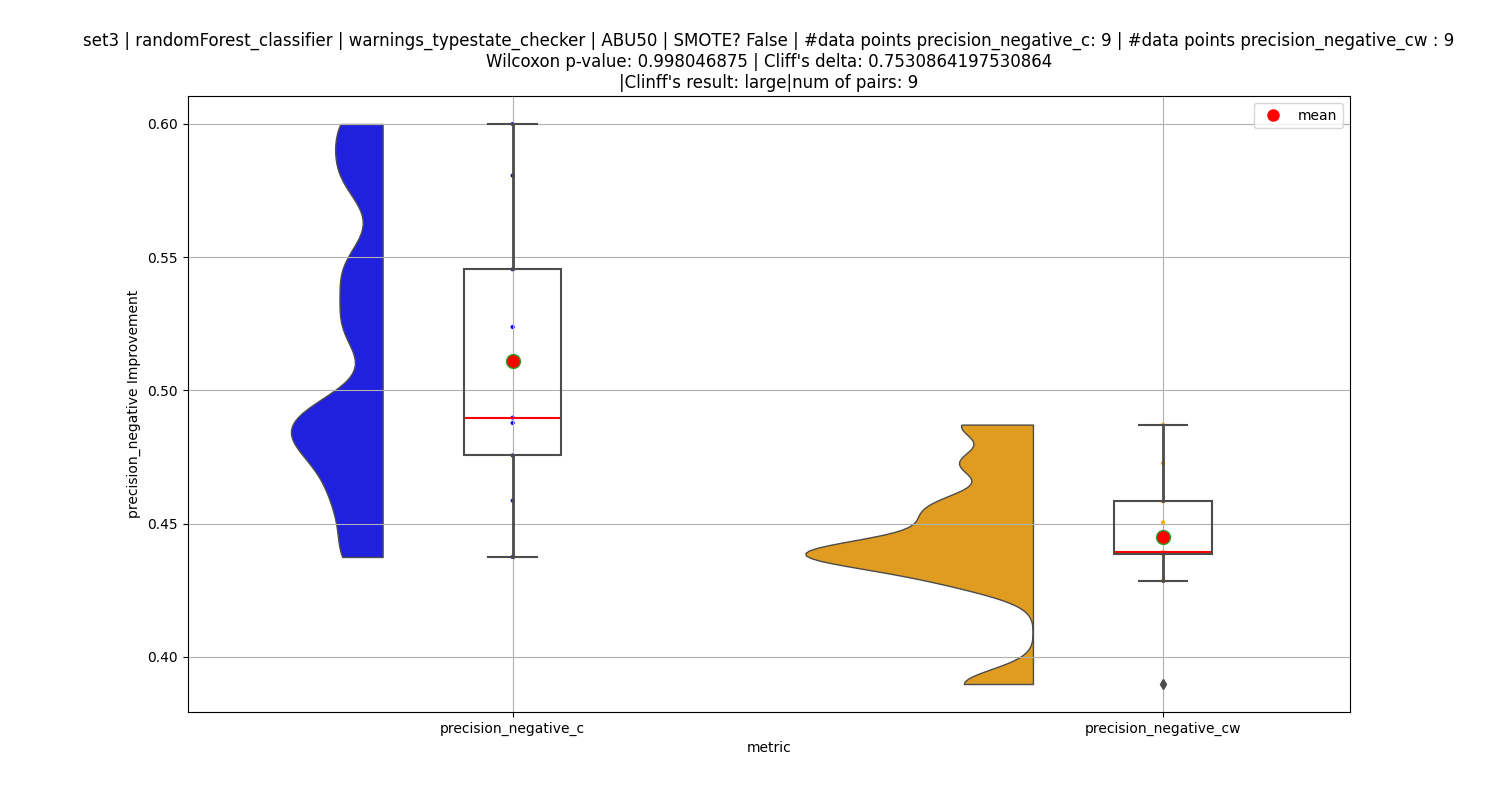 set3 | randomForest_classifier | warnings_typestate_checker | ABU50 | SMOTE? False | #data points precision_negative_c: 9 | #data points precision_negative_cw : 9
Wilcoxon p-value: 0.998046875 | Cliff's delta: 0.7530864197530864
|Clinff's result: large|num of pairs: 9
mean
precision_negative Improvement
0.60
0.55
0.50
0.45
0.40
precision_negative_c
precision_negative_cw
metric